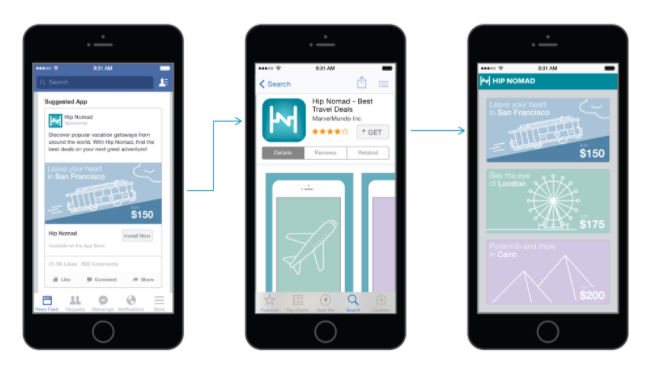 9:31 AM
Search
Suggested App
Hip Nomad
Sponsored
Discover popular vacation getaways from
around the world. With Hip Nomad, find the
best deals on your next great adventure!
Leave your heart
in San Francisco
$150
Hip Nomad
Available on the App Store
Install Now
Like
Comment
Share
News Feed
Requests
Messenger
Notifications
More
9:31 AM
Search
Hip Nomad - Best
Travel Deals
MarvelMundo Inc
GET
Details
Reviews
Related
Featured
Top Charts
Near Me
Search
Updates
9:31 AM
HIP NOMAD
Leave your heart
in San Francisco
$150
See the eye
of London
$175
Pyramids and more
in Cairo
$200